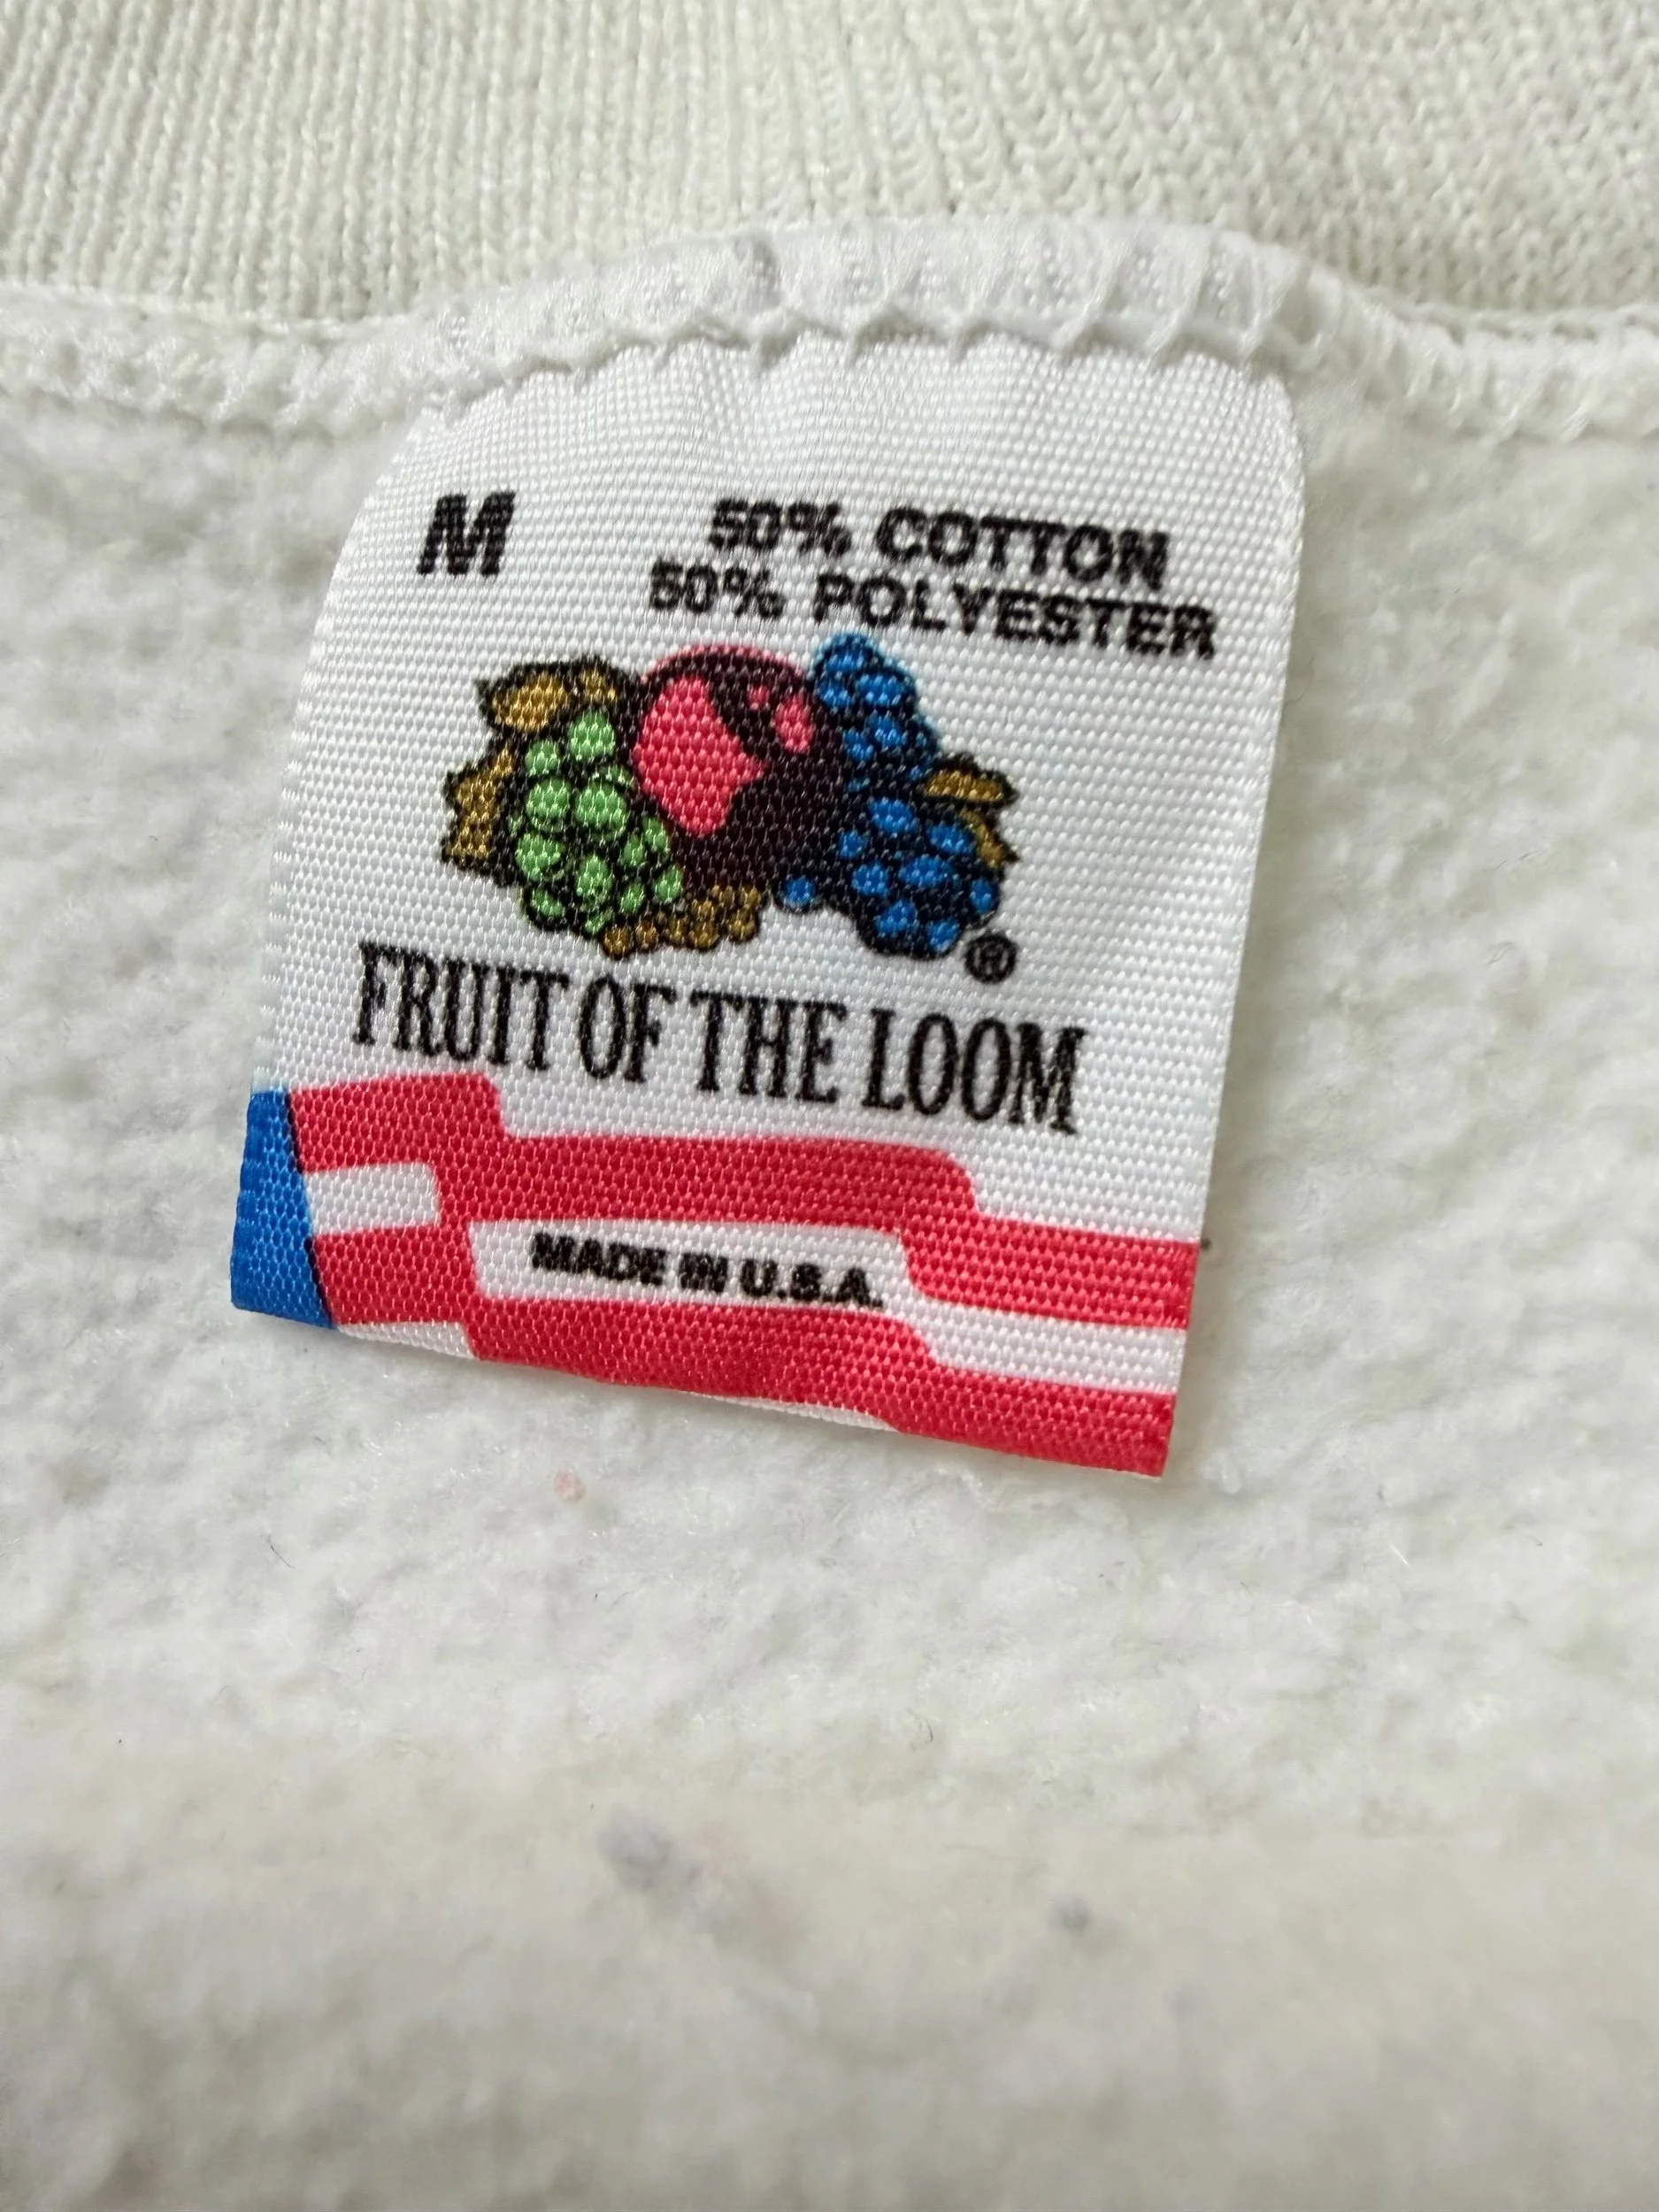 M
50% COTTON
50% POLYESTER
®
FRUIT OF THE LOOM
MADE IN U.S.A.